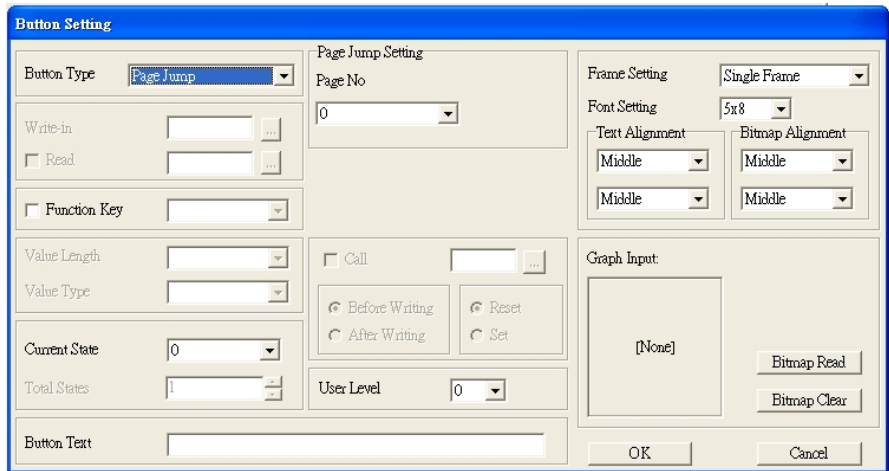 Button Setting
Button Type
Page Jump
Write-in
...
Read
...
Function Key
Value Length
Value Type
Current State
0
Total States
1
Button Text
Page Jump Setting
Page No
0
Call
...
Before Writing
After Writing
Reset
Set
User Level
0
Frame Setting
Single Frame
Font Setting
5x8
Text Alignment
Middle
Middle
Bitmap Alignment
Middle
Middle
Graph Input:
[None]
Bitmap Read
Bitmap Clear
OK
Cancel